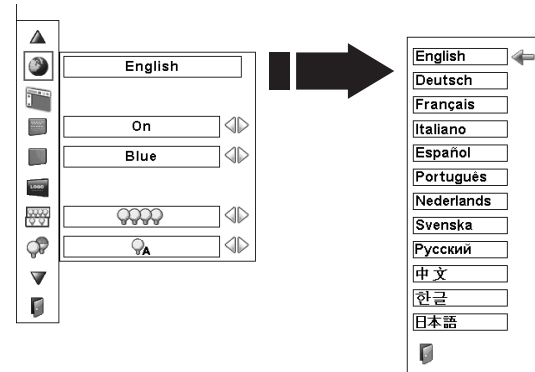 English
On
Blue
LOGO
A
English
Deutsch
Français
Italiano
Español
Português
Nederlands
Svenska
Русский
中文
한글
日本語